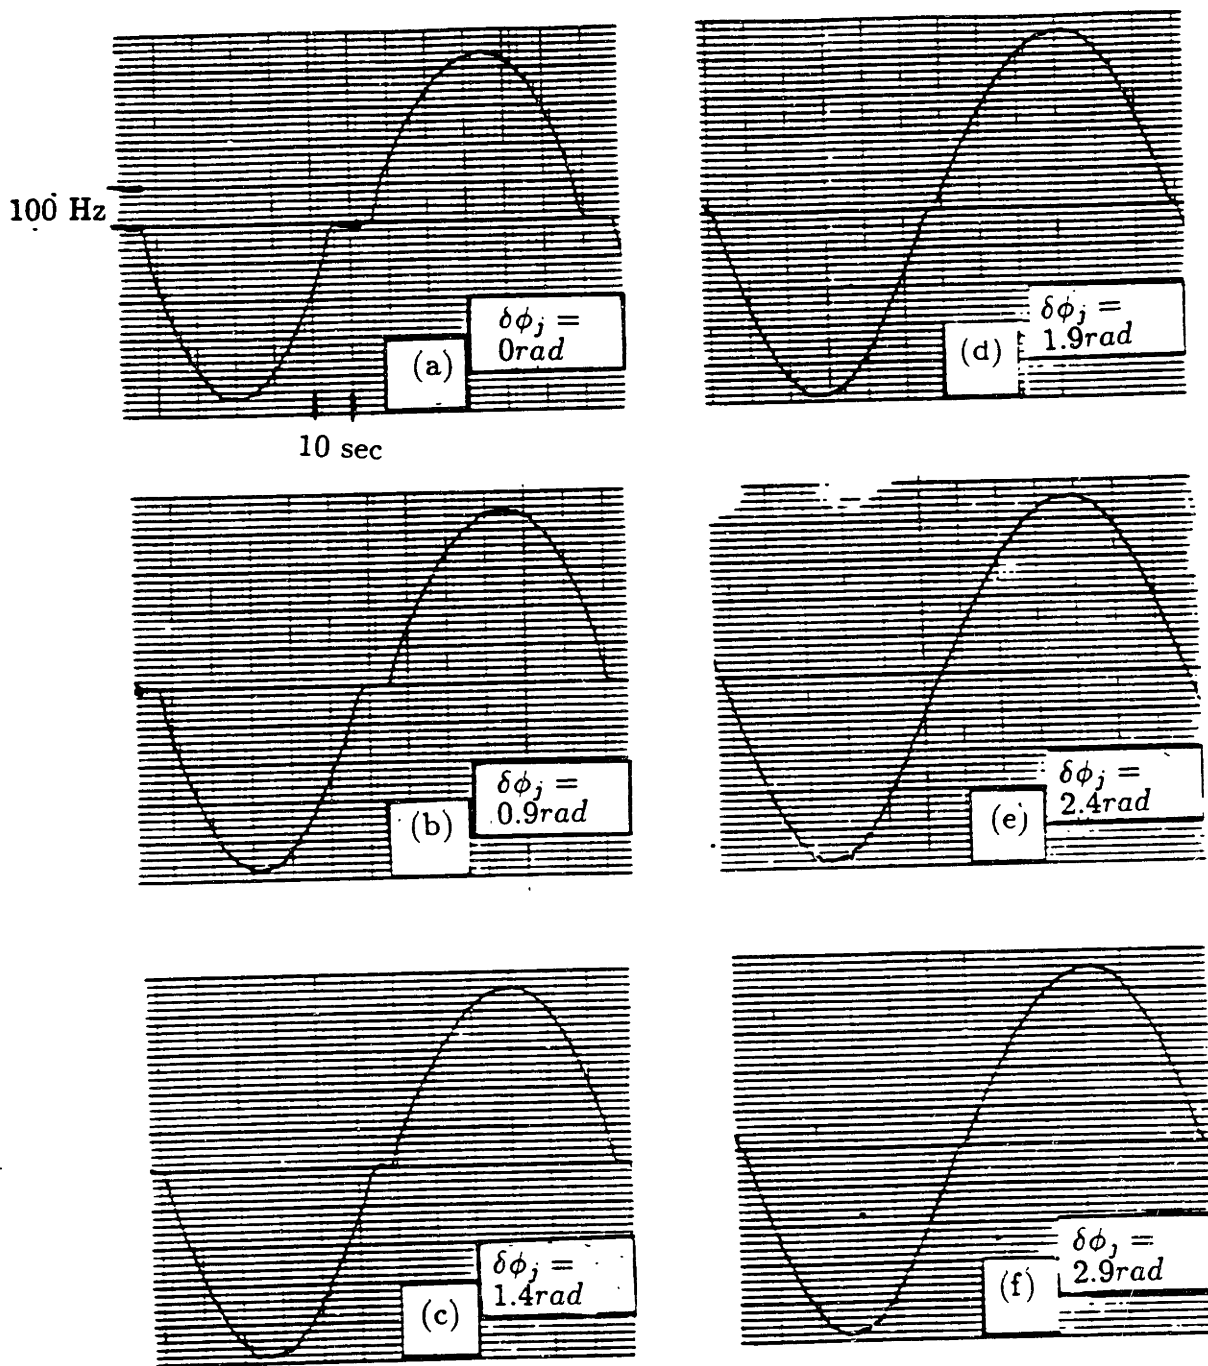 100 Hz
δϕj =
0rad
(a)
10 sec
δϕj =
0.9rad
(b)
δϕj =
1.4rad
(c)
δϕj =
1.9rad
(d)
δϕj =
2.4rad
(e)
δϕj =
2.9rad
(f)